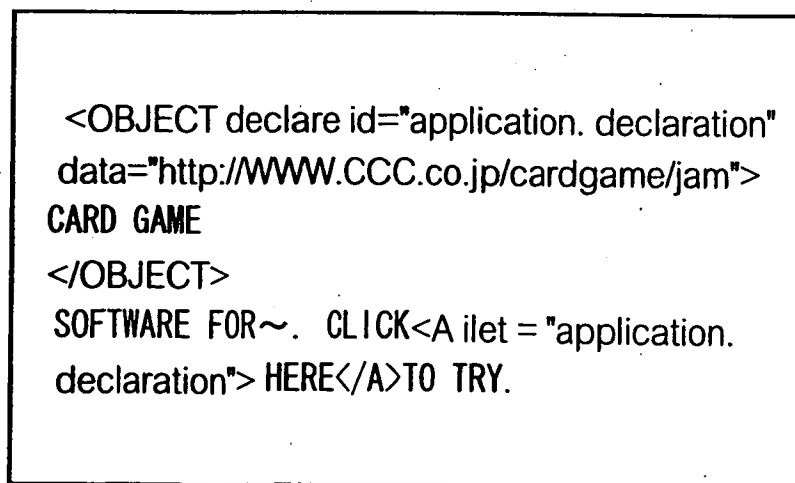 <OBJECT declare id="application. declaration"
data="http://WWW.CCC.co.jp/cardgame/jam">
CARD GAME
</OBJECT>
SOFTWARE FOR～. CLICK<A ilet = "application.
declaration"> HERE</A>TO TRY.